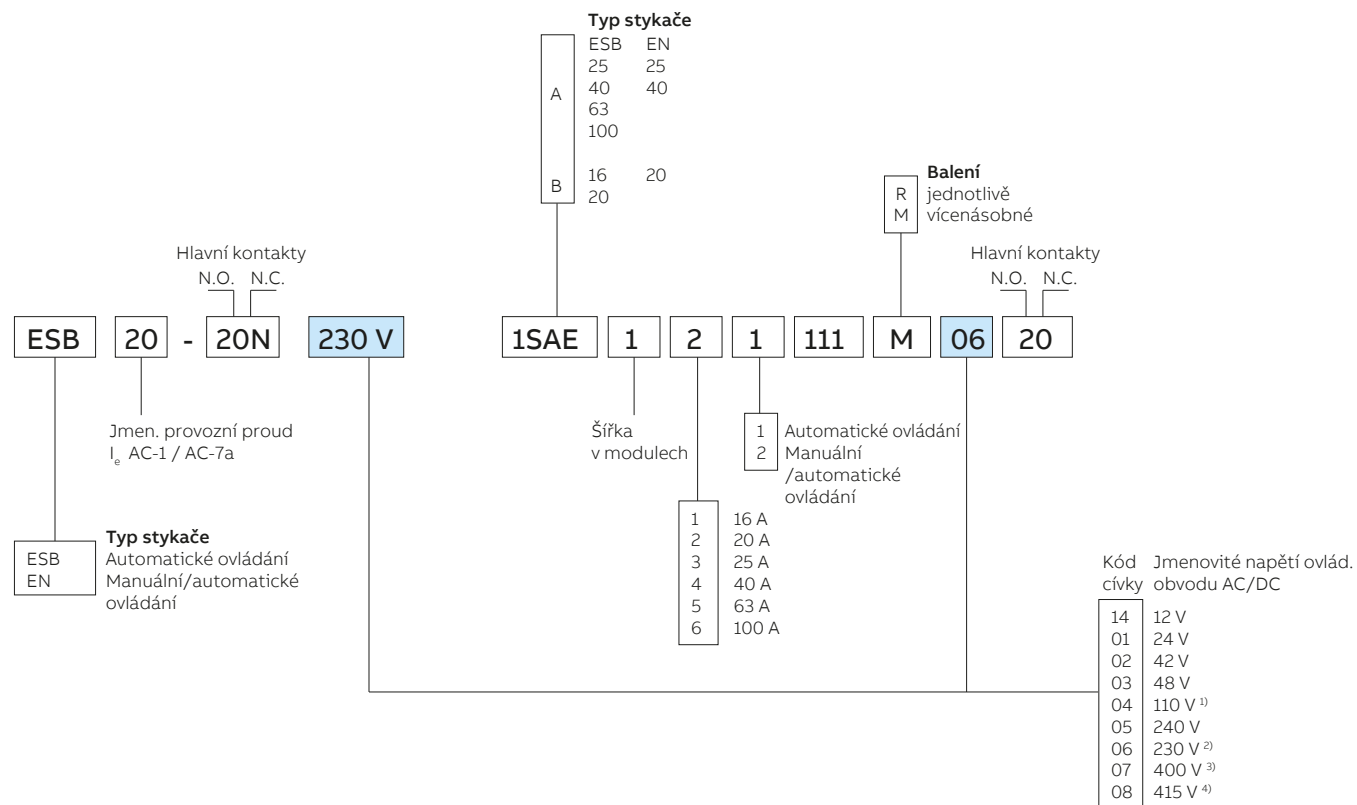 Typ stykače
ESB EN
25 25
40 40
A
63
100
16 20
B
20
Balení
R jednotlivě
M vícenásobné
Hlavní kontakty
N.O. N.C.
Hlavní kontakty
N.O. N.C.
ESB 20 - 20N 230 V 1SAE 1 2 1 111 M 06 20
Jmen. provozní proud
Ie AC-1 / AC-7a
Šířka
v modulech
1 Automatické ovládání
2 Manuální
/automatické
ovládání
1 16 A
2 20 A
3 25 A
4 40 A
5 63 A
6 100 A
Typ stykače
ESB Automatické ovládání
EN Manuální/automatické
ovládání
Kód Jmenovité napětí ovlád.
cívky obvodu AC/DC
14 12 V
01 24 V
02 42 V
03 48 V
04 110 V 1)
05 240 V
06 230 V 2)
07 400 V 3)
08 415 V 4)